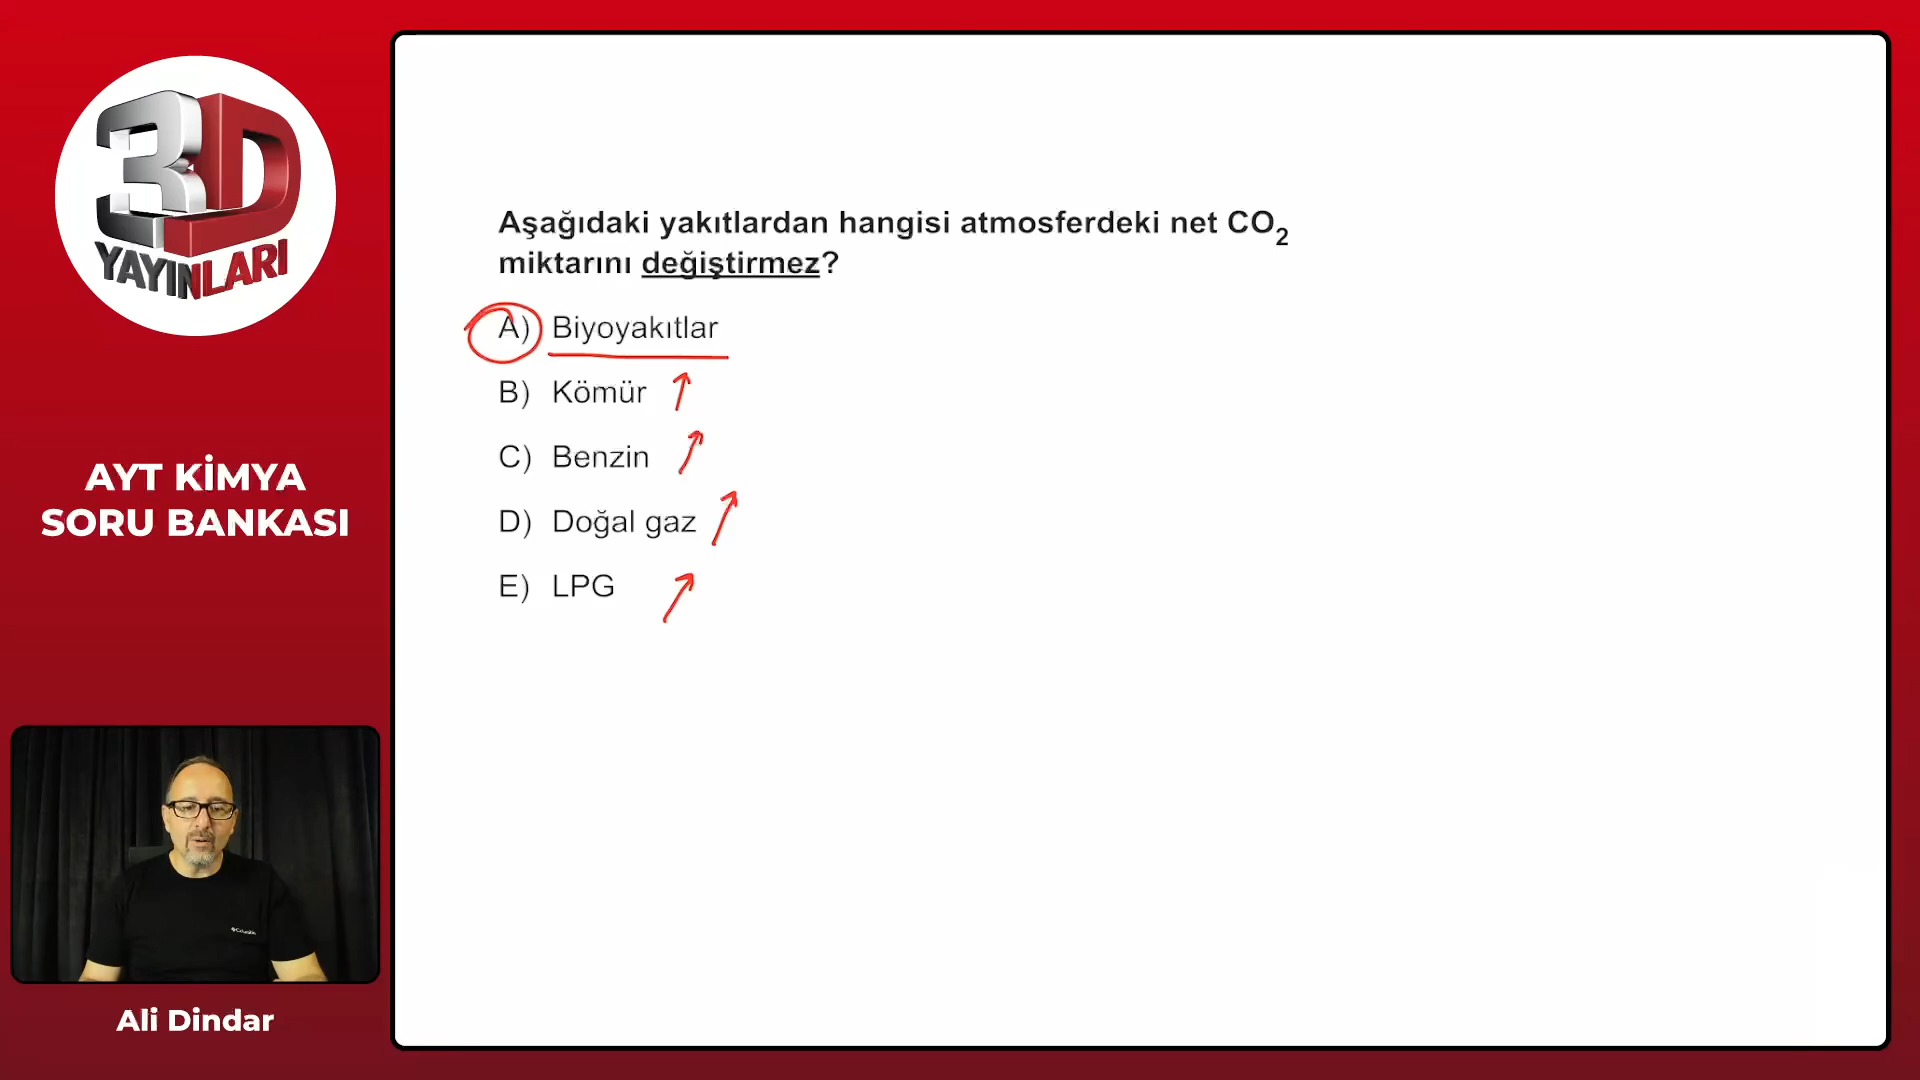 3D
YAYINLARI
AYT KİMYA
SORU BANKASI
Columbia
Ali Dindar
Aşağıdaki yakıtlardan hangisi atmosferdeki net CO₂
miktarını değiştirmez?
A) Biyoyakıtlar
B) Kömür
C) Benzin
D) Doğal gaz
E) LPG